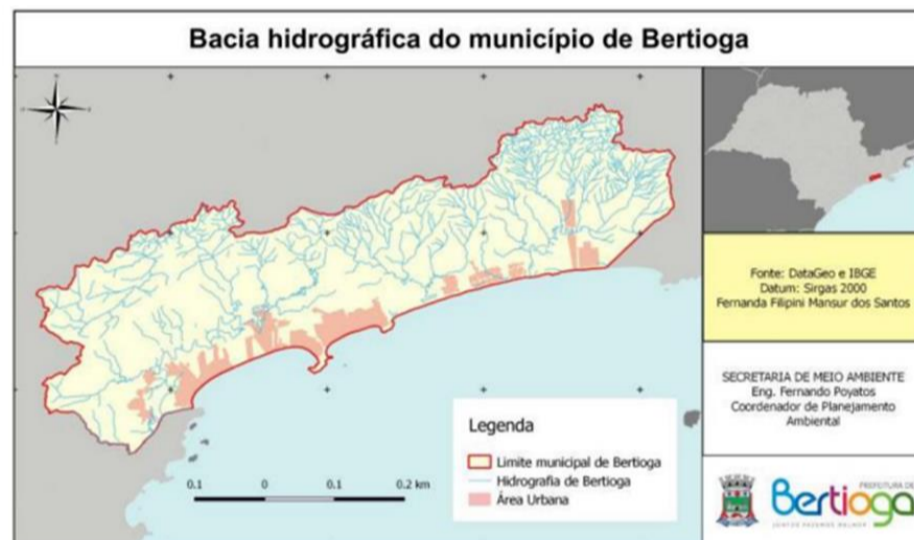 Bacia hidrográfica do município de Bertioga
Fonte: DataGeo e IBGE
Datum: Sirgas 2000
Fernanda Filipini Mansur dos Santos
SECRETARIA DE MEIO AMBIENTE
Eng. Fernando Poyatos
Coordenador de Planejamento
Ambiental
Legenda
Limite municipal de Bertioga
Hidrografia de Bertioga
Área Urbana
0.1 0 0.1 0.2 km
PREFEITURA DE
Bertioga